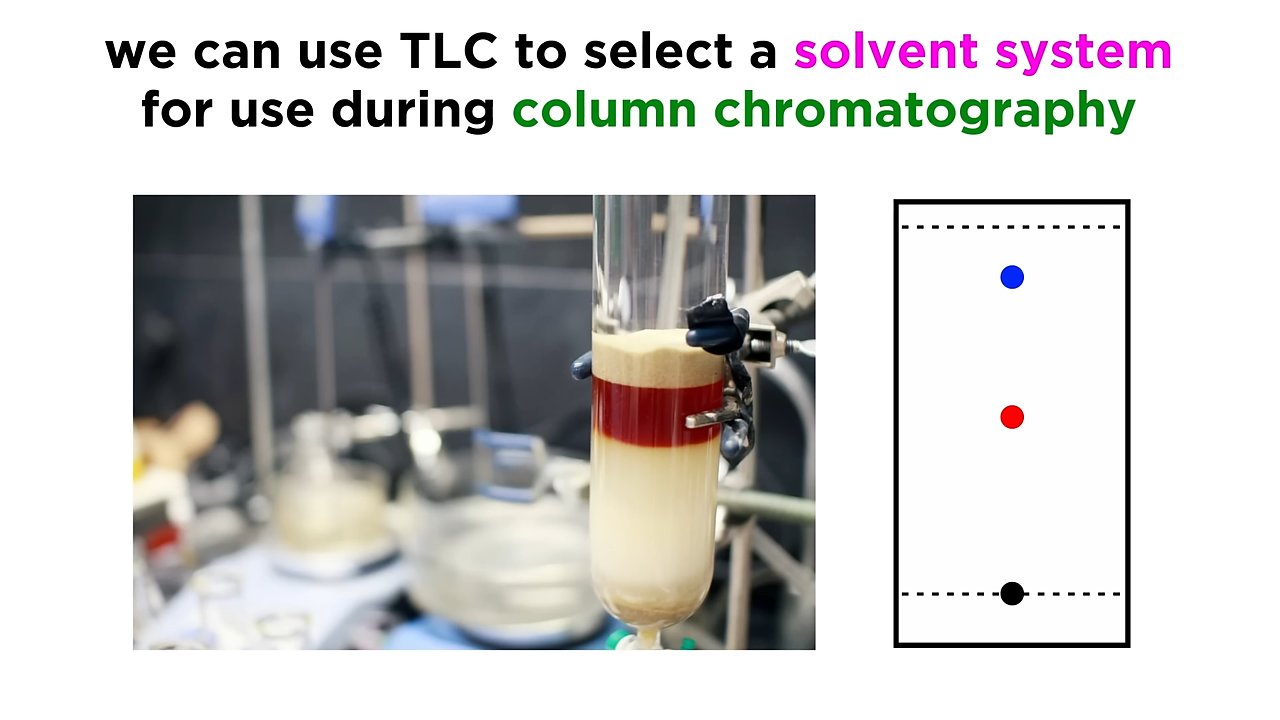 we can use TLC to select a solvent system
for use during column chromatography